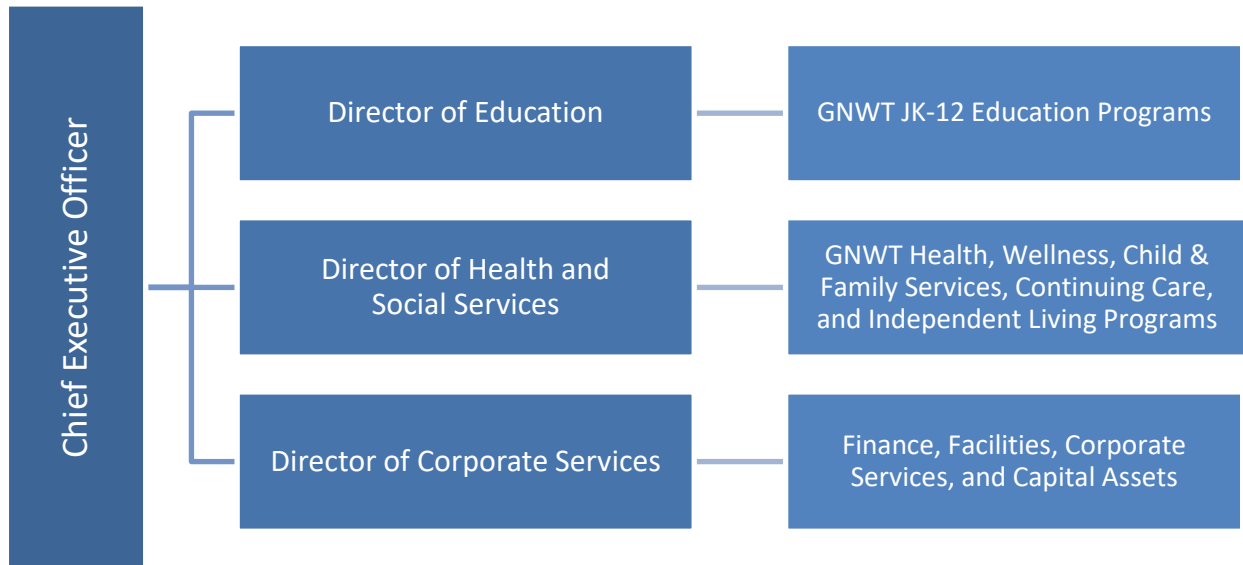 Chief Executive Officer
Director of Education
GNWT JK-12 Education Programs
Director of Health and
Social Services
GNWT Health, Wellness, Child &
Family Services, Continuing Care,
and Independent Living Programs
Director of Corporate Services
Finance, Facilities, Corporate
Services, and Capital Assets